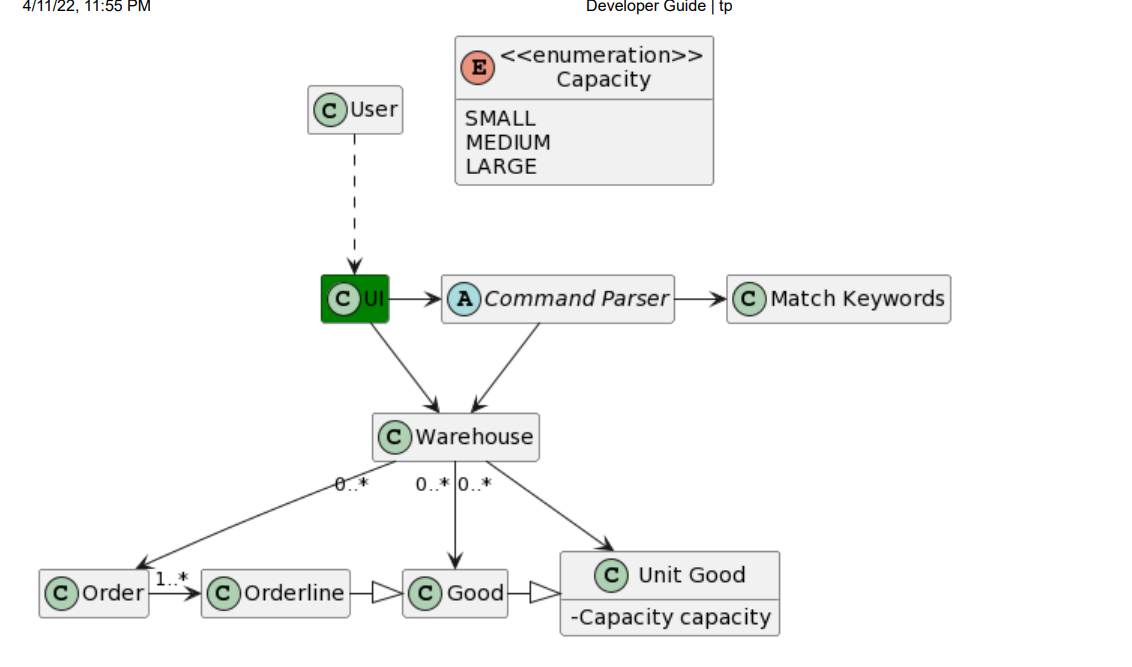 4/11/22, 11:55 PM
Developer Guide | tp
E <<enumeration>>
Capacity
SMALL
MEDIUM
LARGE
C User
C UI
A Command Parser
C Match Keywords
C Warehouse
0..*
0..*
0..*
C Order
1..*
C Orderline
C Good
C Unit Good
-Capacity capacity